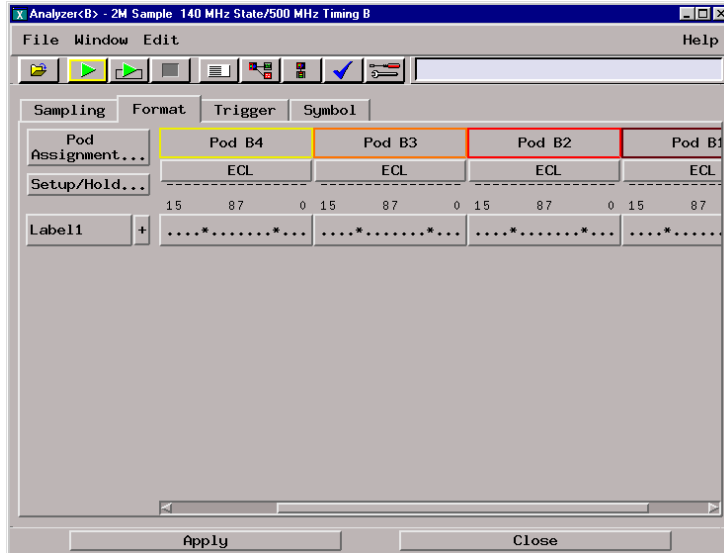 Analyzer<B> - 2M Sample 140 MHz State/500 MHz Timing B
File Window Edit Help
Sampling Format Trigger Symbol
Pod Assignment... Pod B4 Pod B3 Pod B2 Pod B1
ECL ECL ECL ECL
Setup/Hold...
15 87 0 15 87 0 15 87 0 15 87
Label1 + ....*.......*... ....*.......*... ....*.......*... ....*......
Apply Close